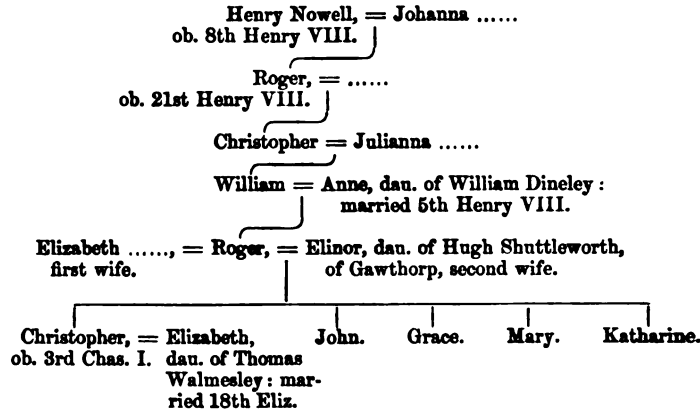 Henry Nowell, = Johanna ......
ob. 8th Henry VIII.
Roger, = ......
ob. 21st Henry VIII.
Christopher = Julianna ......
William = Anne, dau. of William Dineley :
married 5th Henry VIII.
Elizabeth ......, = Roger, = Elinor, dau. of Hugh Shuttleworth,
first wife. of Gawthorp, second wife.
Christopher, = Elizabeth, John. Grace. Mary. Katharine.
ob. 3rd Chas. I. dau. of Thomas
Walmesley : mar-
ried 18th Eliz.